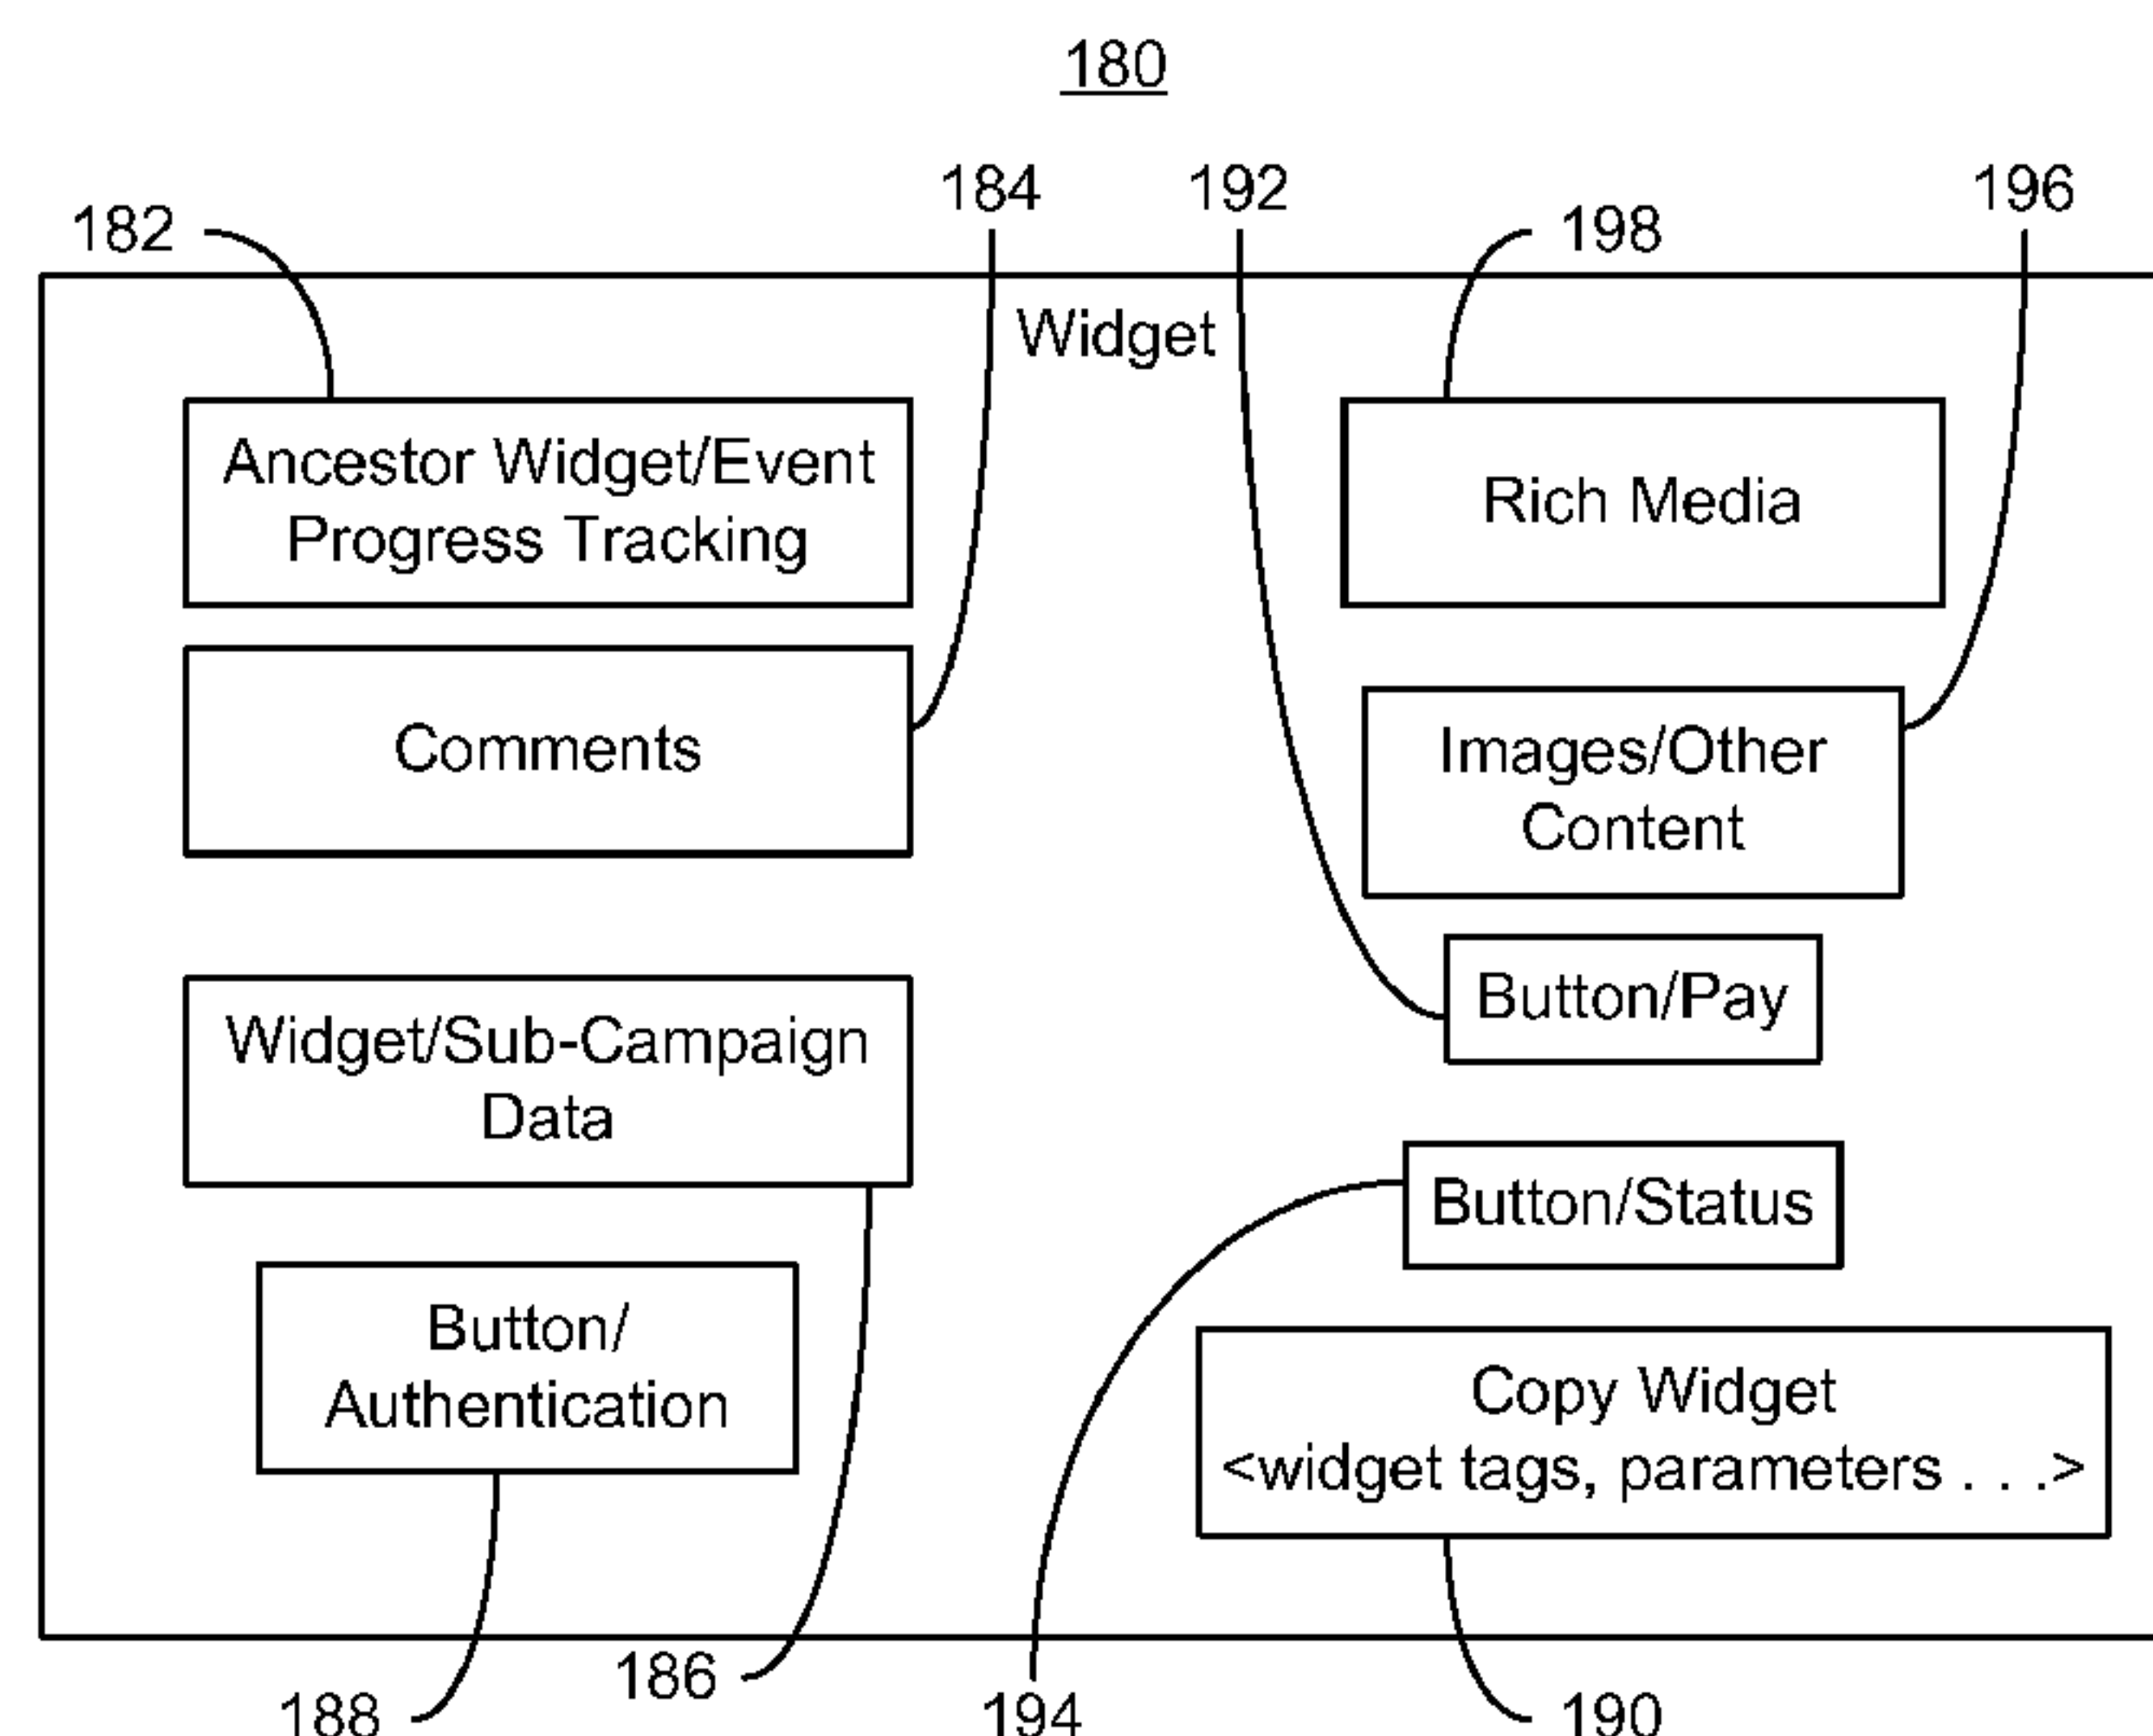 180
184
192
196
182
198
Widget
Ancestor Widget/Event
Progress Tracking
Rich Media
Comments
Images/Other
Content
Button/Pay
Widget/Sub-Campaign
Data
Button/Status
Button/
Authentication
Copy Widget
<widget tags, parameters . . .>
186
188
194
190